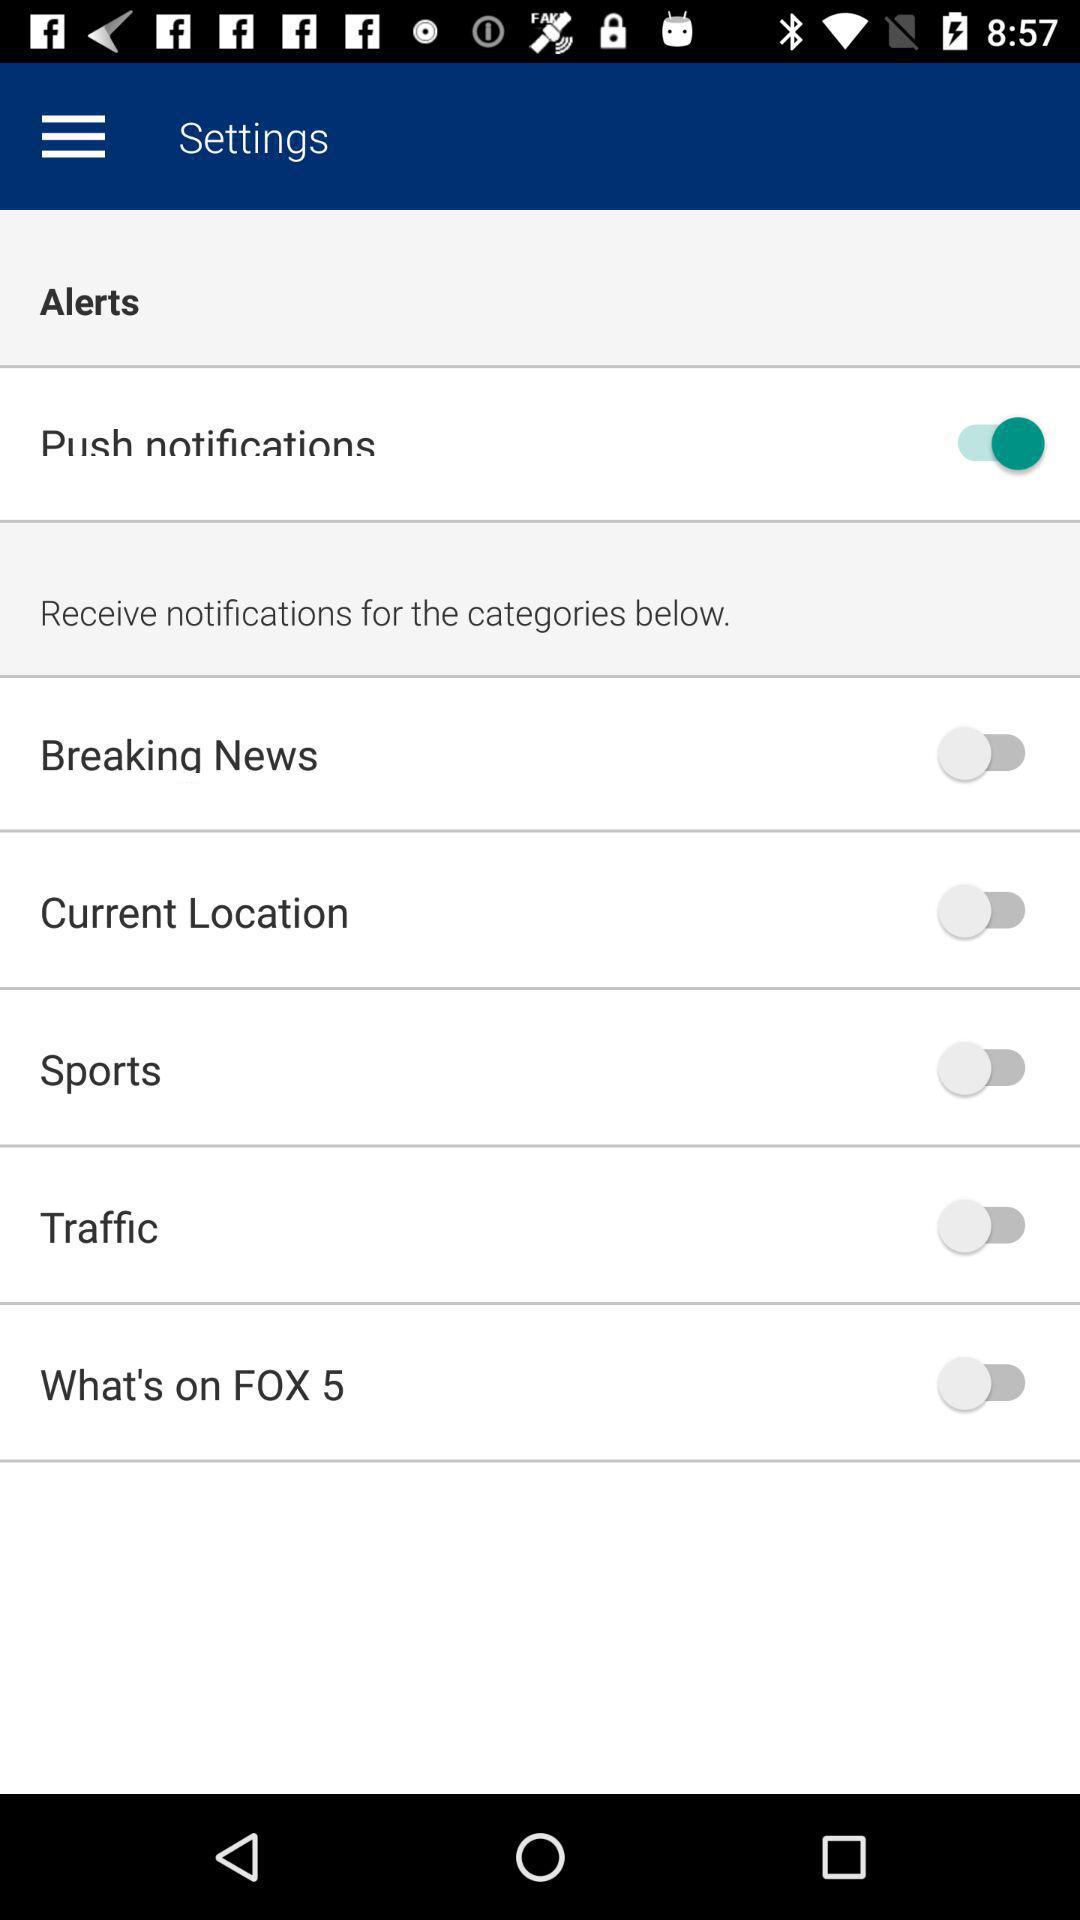 FAKE 8:57
Settings
Alerts
Push notifications
Receive notifications for the categories below.
Breaking News
Current Location
Sports
Traffic
What's on FOX 5